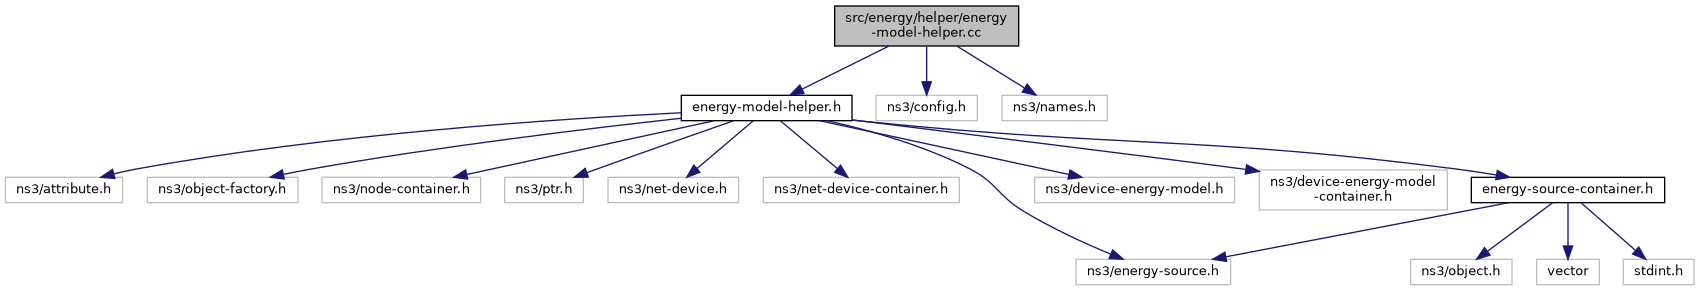 src/energy/helper/energy
-model-helper.cc
energy-model-helper.h
ns3/config.h
ns3/names.h
ns3/attribute.h
ns3/object-factory.h
ns3/node-container.h
ns3/ptr.h
ns3/net-device.h
ns3/net-device-container.h
ns3/device-energy-model.h
ns3/device-energy-model
-container.h
energy-source-container.h
ns3/energy-source.h
ns3/object.h
vector
stdint.h